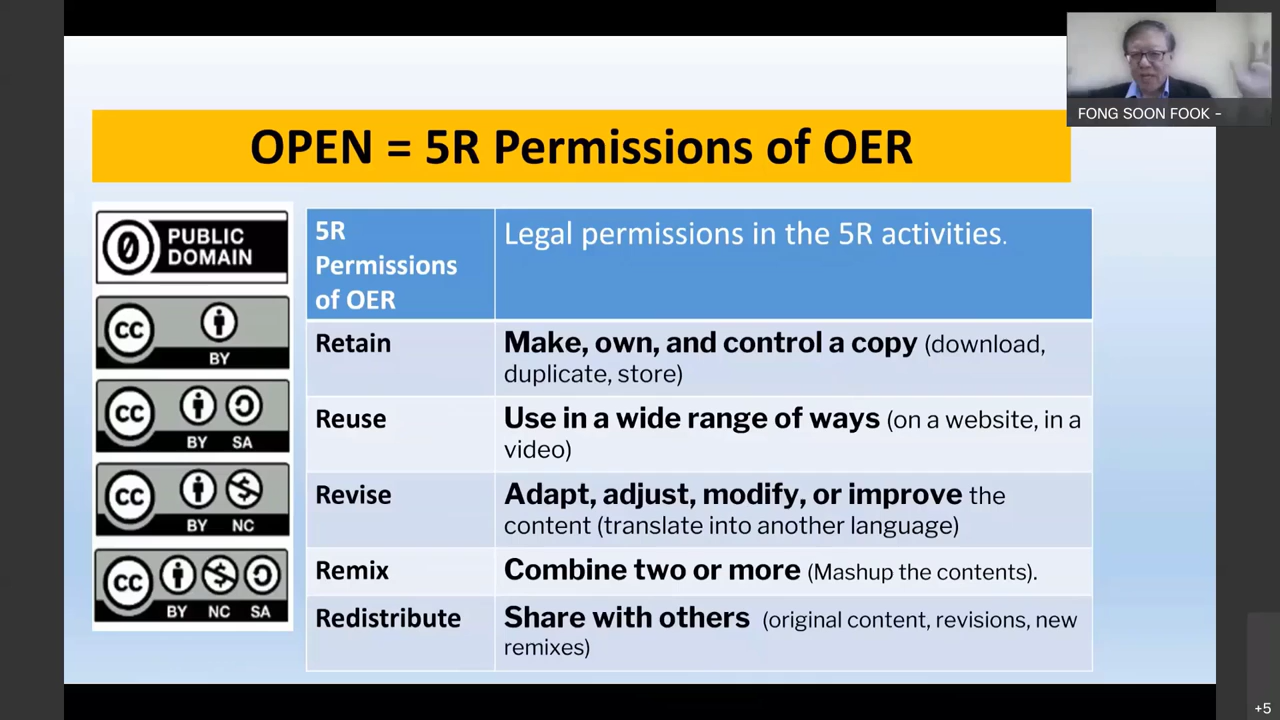 FONG SOON FOOK -
OPEN = 5R Permissions of OER
PUBLIC
DOMAIN
CC
BY
CC
BY SA
CC
BY NC
CC
BY NC SA
5R
Permissions
of OER
Legal permissions in the 5R activities.
Retain
Make, own, and control a copy (download,
duplicate, store)
Reuse
Use in a wide range of ways (on a website, in a
video)
Revise
Adapt, adjust, modify, or improve the
content (translate into another language)
Remix
Combine two or more (Mashup the contents).
Redistribute
Share with others (original content, revisions, new
remixes)
+5